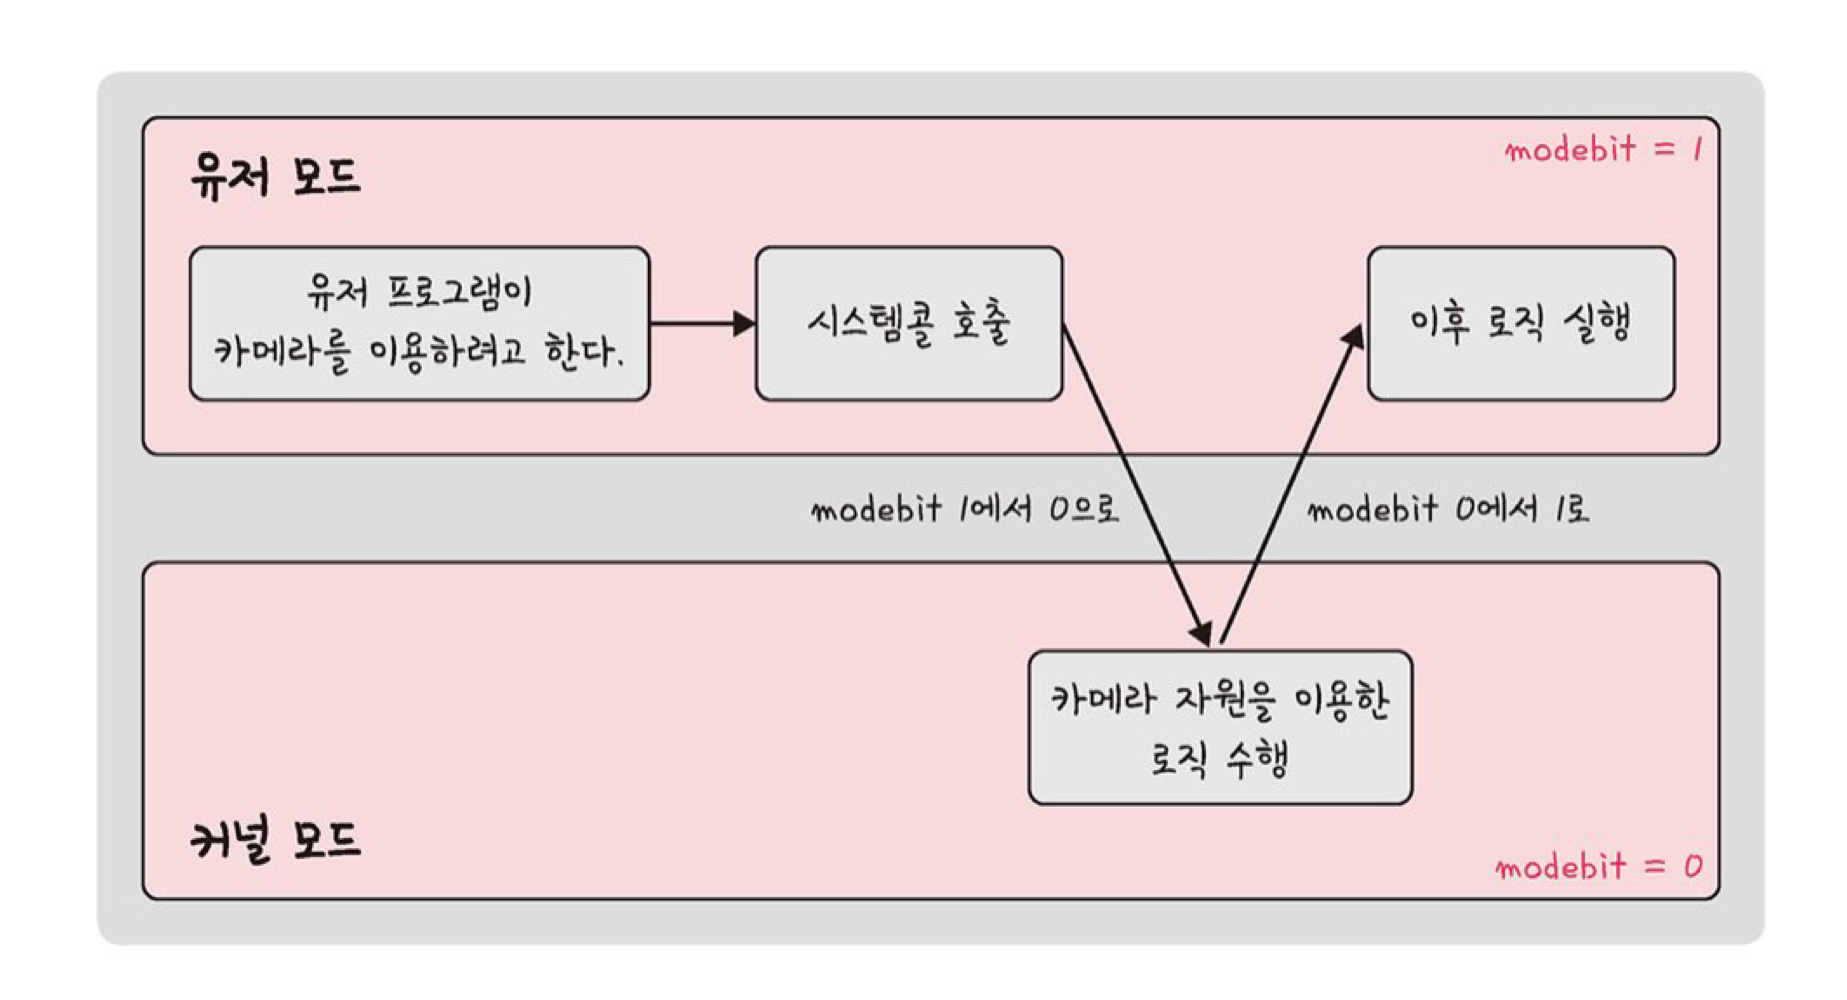 유저 모드
modebit = 1
유저 프로그램이
카메라를 이용하려고 한다.
시스템콜 호출
이후 로직 실행
modebit 1에서 0으로
modebit 0에서 1로
카메라 자원을 이용한
로직 수행
커널 모드
modebit = 0